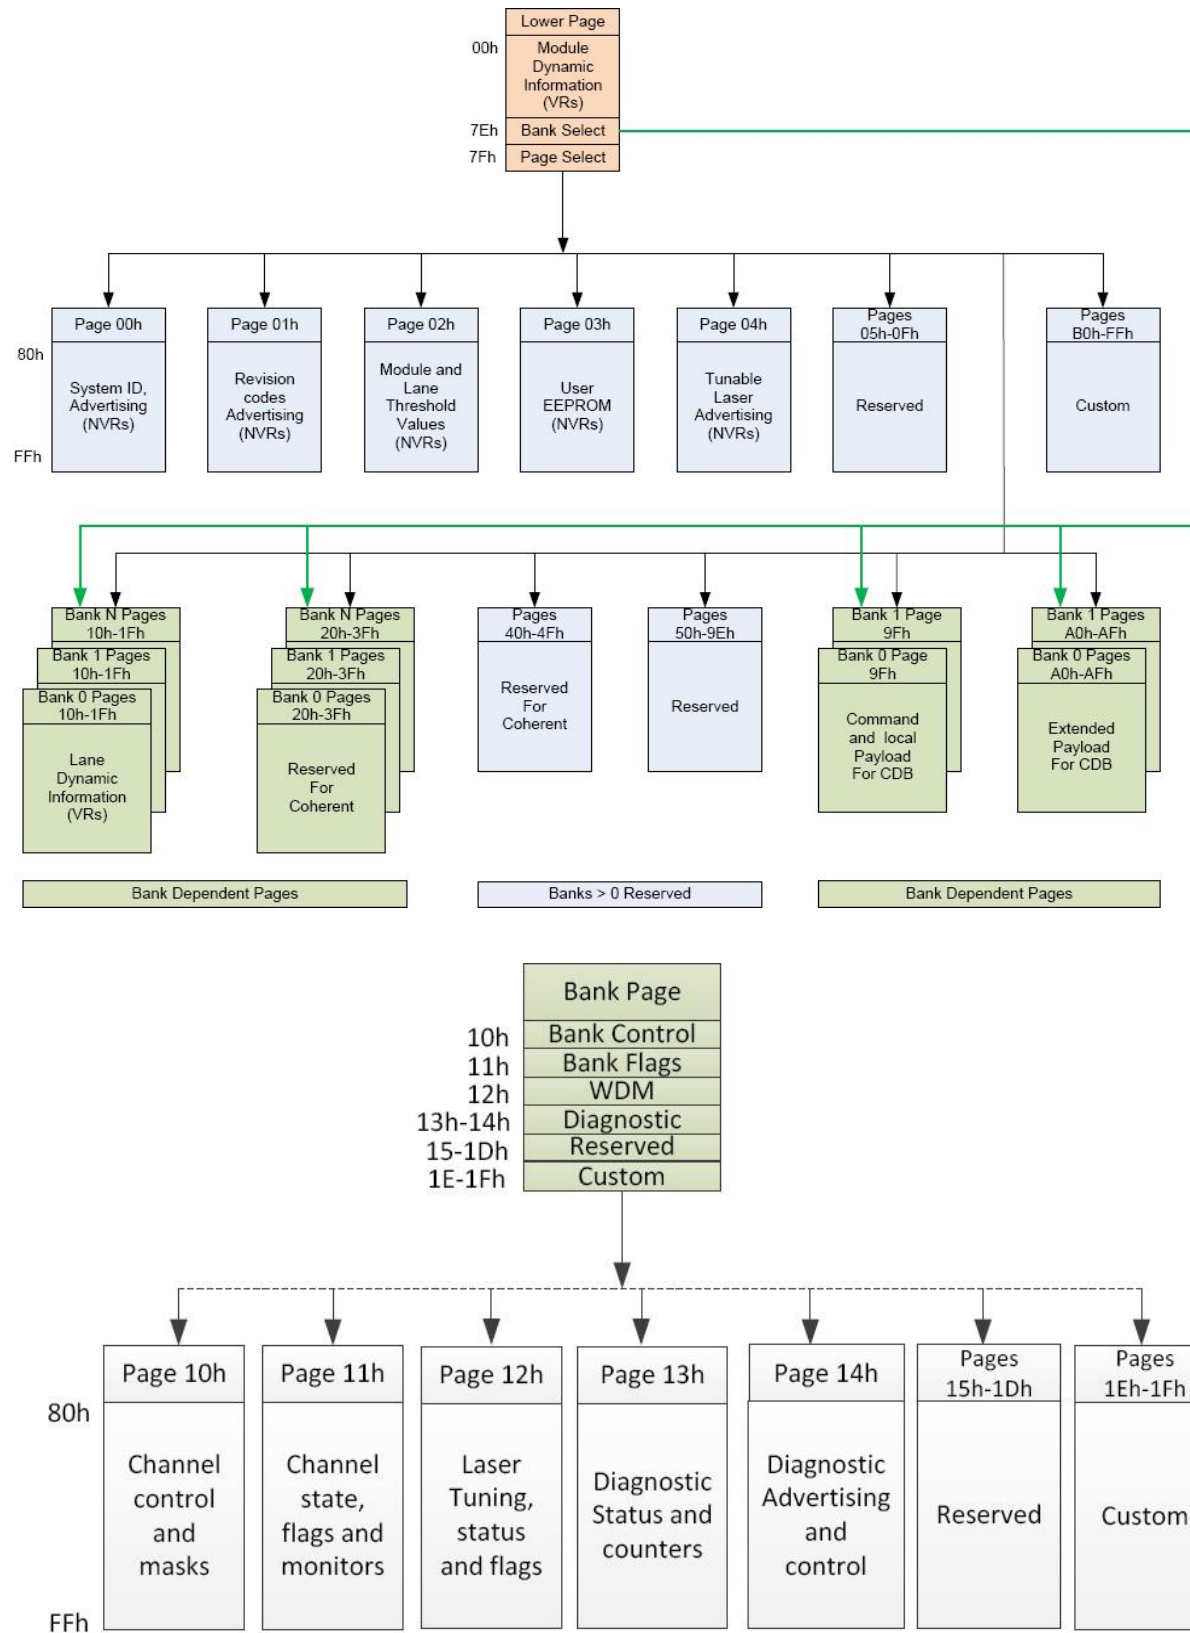 Lower Page
00h
Module
Dynamic
Information
(VRs)
7Eh
Bank Select
7Fh
Page Select
Page 00h
80h
System ID,
Advertising
(NVRs)
FFh
Page 01h
Revision
codes
Advertising
(NVRs)
Page 02h
Module and
Lane
Threshold
Values
(NVRs)
Page 03h
User
EEPROM
(NVRs)
Page 04h
Tunable
Laser
Advertising
(NVRs)
Pages
05h-0Fh
Reserved
Pages
B0h-FFh
Custom
Bank N Pages
10h-1Fh
Bank 1 Pages
10h-1Fh
Bank 0 Pages
10h-1Fh
Lane
Dynamic
Information
(VRs)
Bank N Pages
20h-3Fh
Bank 1 Pages
20h-3Fh
Bank 0 Pages
20h-3Fh
Reserved
For
Coherent
Pages
40h-4Fh
Reserved
For
Coherent
Pages
50h-9Eh
Reserved
Bank 1 Page
9Fh
Bank 0 Page
9Fh
Command
and local
Payload
For CDB
Bank 1 Pages
A0h-AFh
Bank 0 Pages
A0h-AFh
Extended
Payload
For CDB
Bank Dependent Pages
Banks > 0 Reserved
Bank Dependent Pages
Bank Page
10h
Bank Control
11h
Bank Flags
12h
WDM
13h-14h
Diagnostic
15-1Dh
Reserved
1E-1Fh
Custom
Page 10h
80h
Channel
control
and
masks
FFh
Page 11h
Channel
state,
flags and
monitors
Page 12h
Laser
Tuning,
status
and flags
Page 13h
Diagnostic
Status and
counters
Page 14h
Diagnostic
Advertising
and
control
Pages
15h-1Dh
Reserved
Pages
1Eh-1Fh
Custom